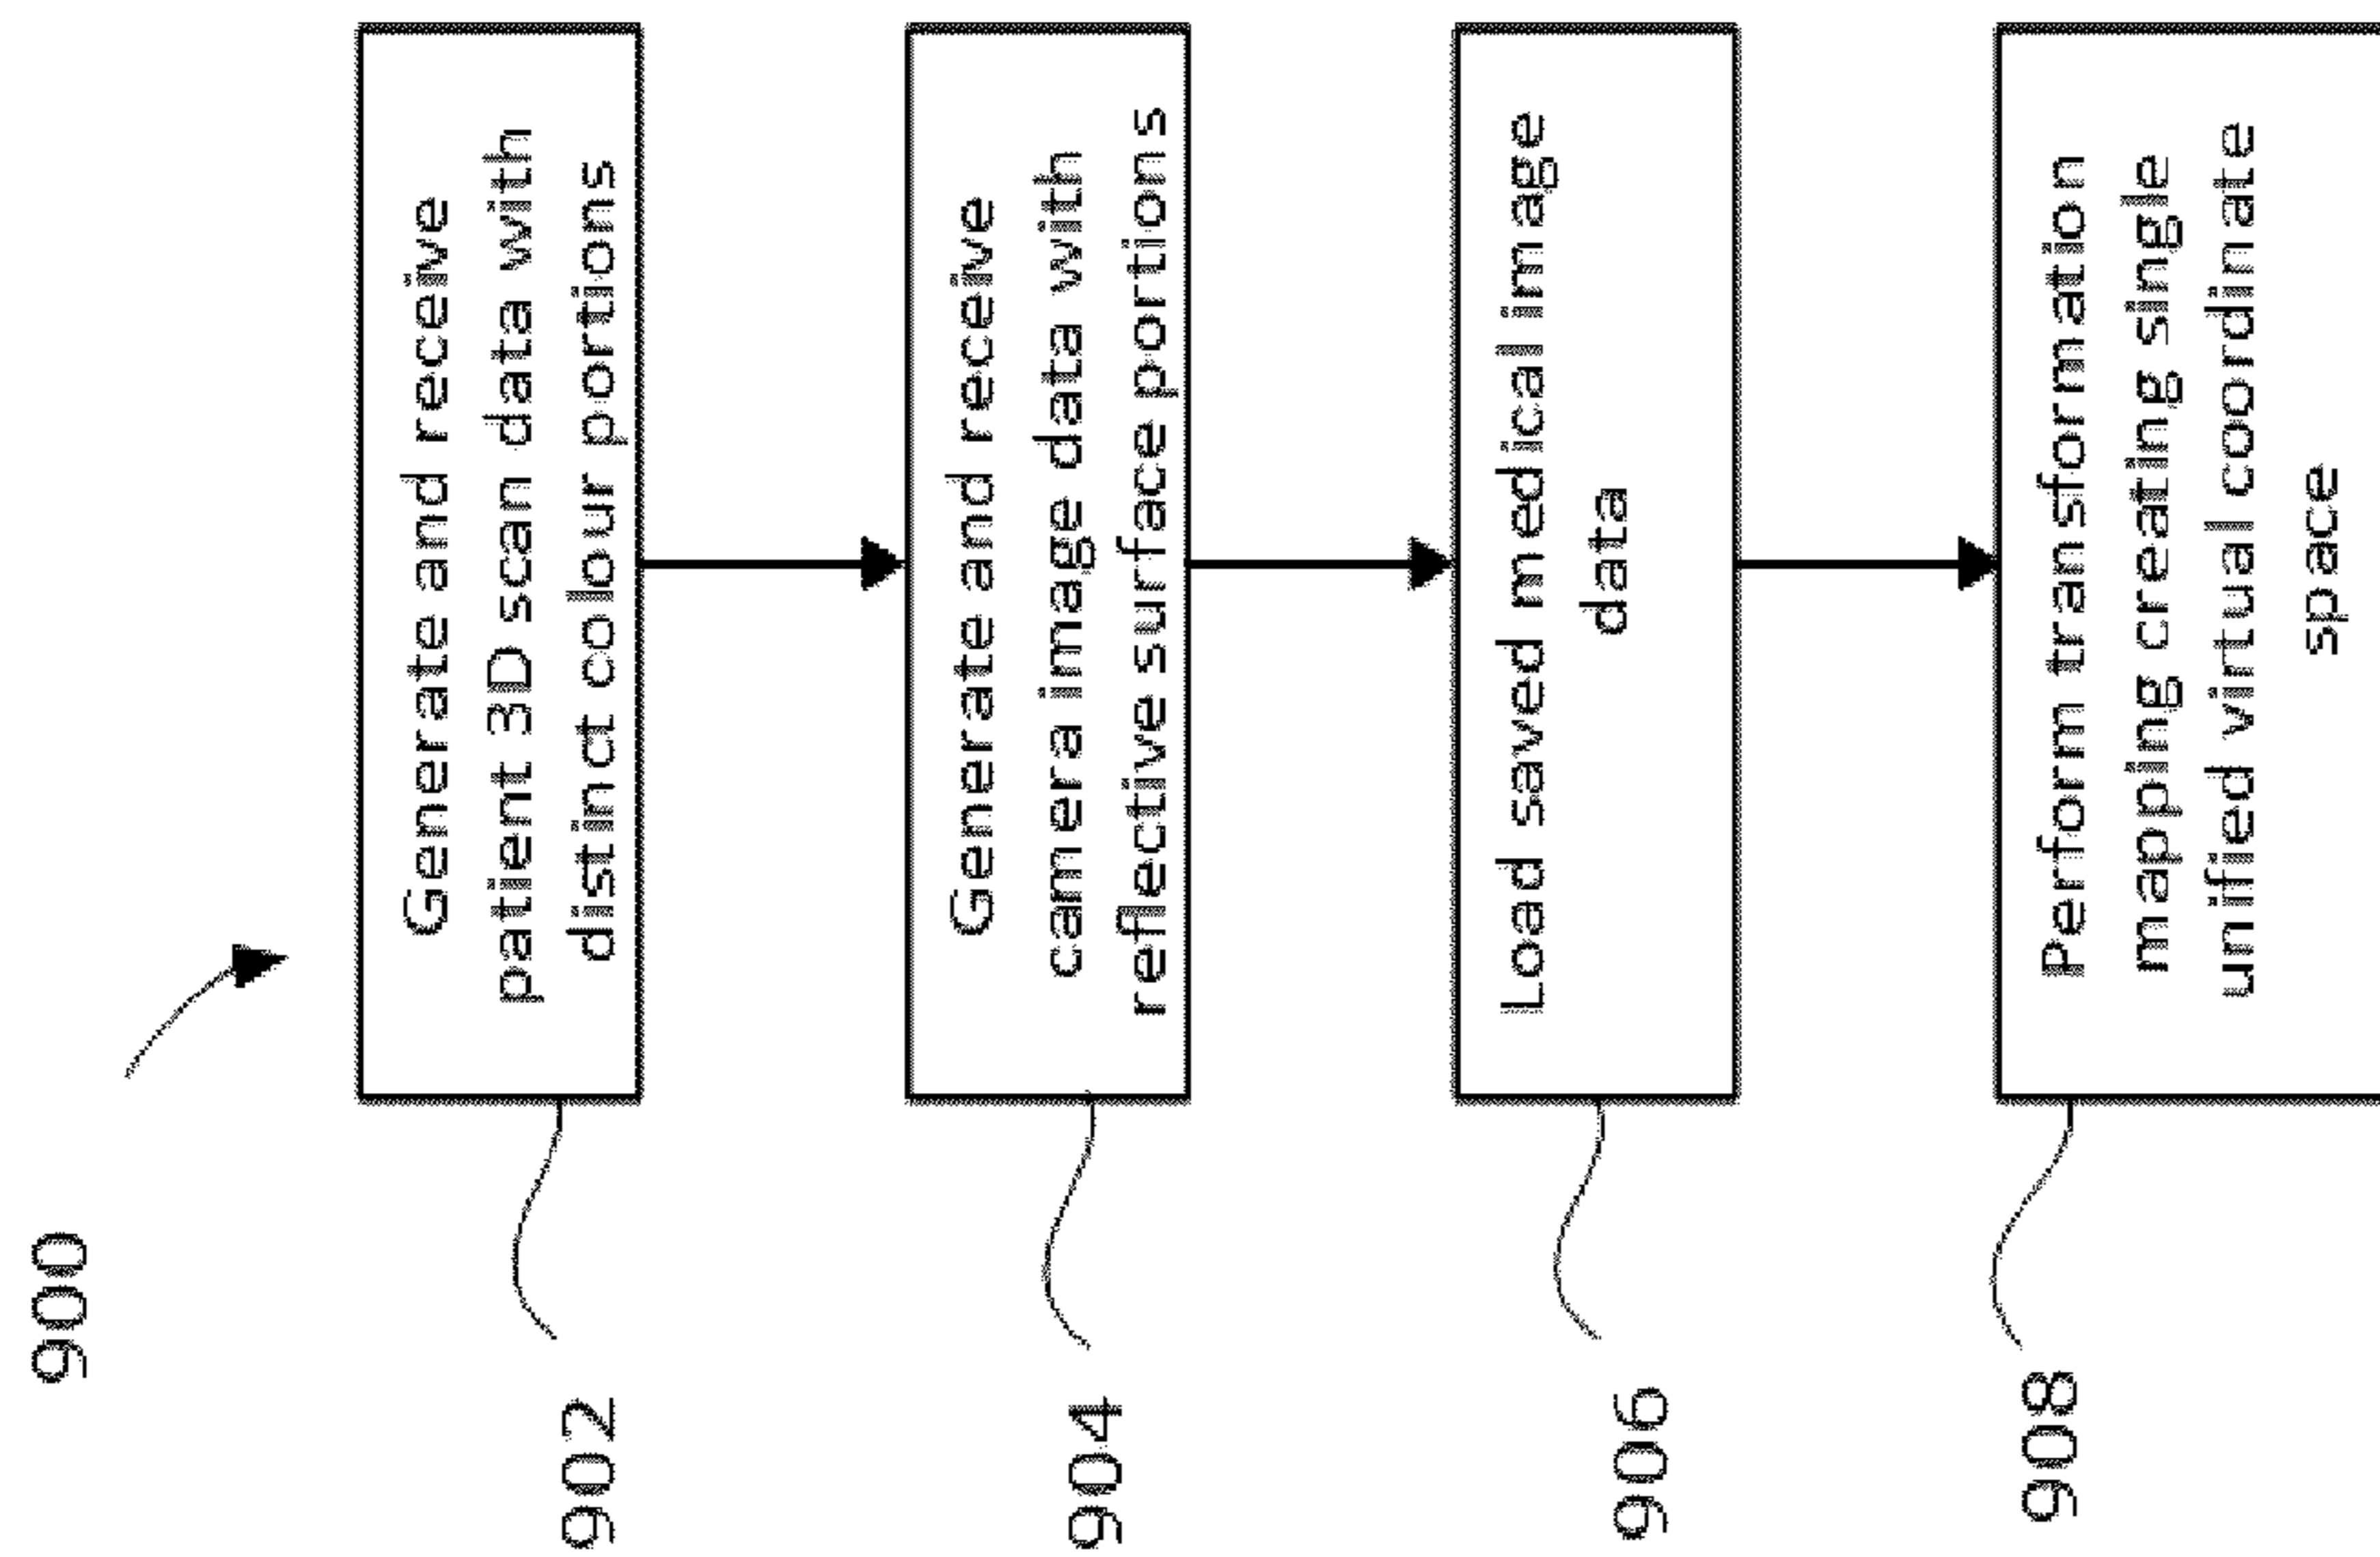 900
902
Generate and receive
patient 3D scan data with
distinct colour portions
904
Generate and receive
camera image data with
reflective surface portions
906
Load saved medical image
data
908
Perform transformation
mapping creating single
unified virtual coordinate
space